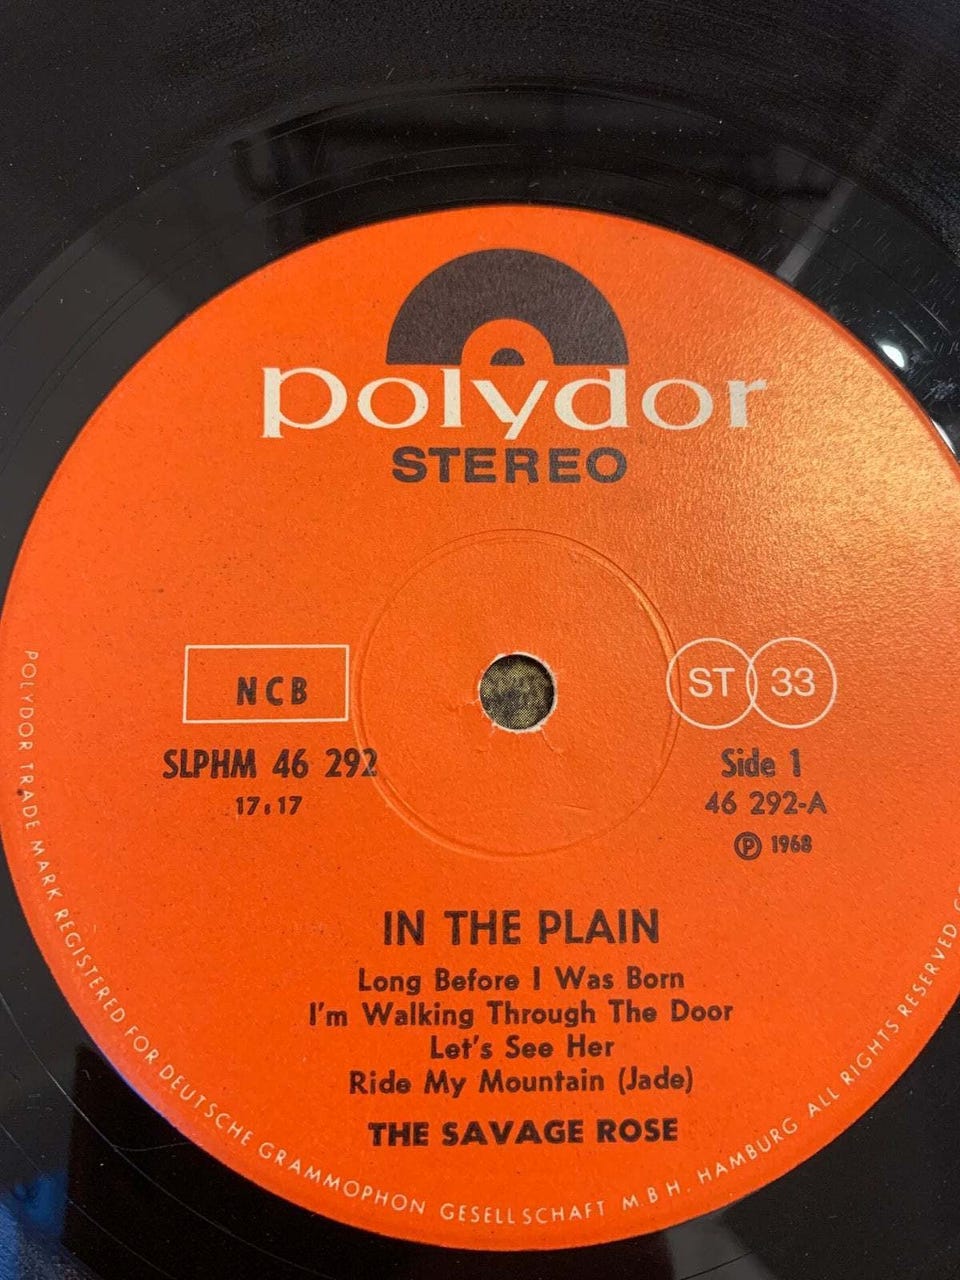 polydor
STEREO
NCB
ST 33
SLPHM 46 292
17:17
Side 1
46 292-A
℗ 1968
IN THE PLAIN
Long Before I Was Born
I'm Walking Through The Door
Let's See Her
Ride My Mountain (Jade)
THE SAVAGE ROSE
POLYDOR TRADE MARK REGISTERED FOR DEUTSCHE GRAMMOPHON GESELLSCHAFT M.B.H. HAMBURG ALL RIGHTS RESERVED